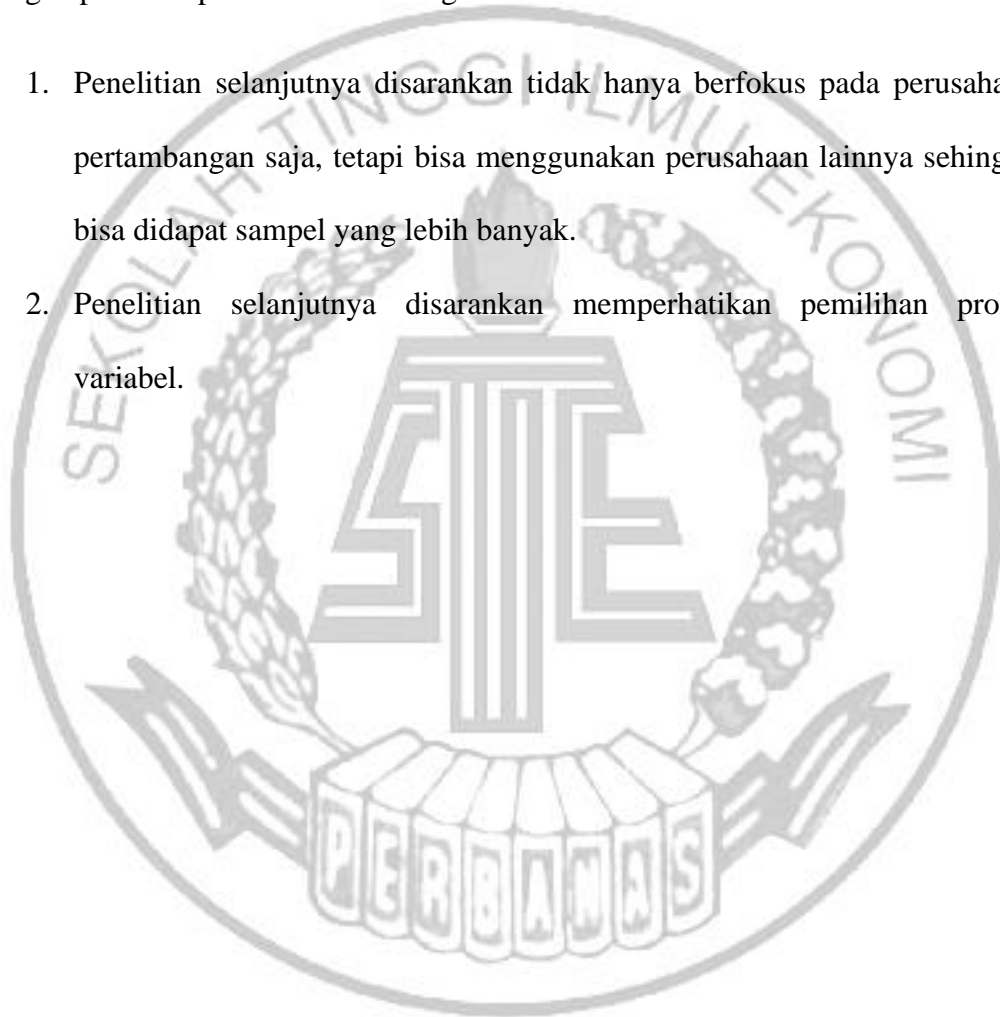 1. Penelitian selanjutnya disarankan tidak hanya berfokus pada perusaha
pertambangan saja, tetapi bisa menggunakan perusahaan lainnya sehing
bisa didapat sampel yang lebih banyak.
2. Penelitian selanjutnya disarankan memperhatikan pemilihan pro
variabel.
SEKOLAH TINGGI ILMU EKONOMI
STIE
PERBANAS